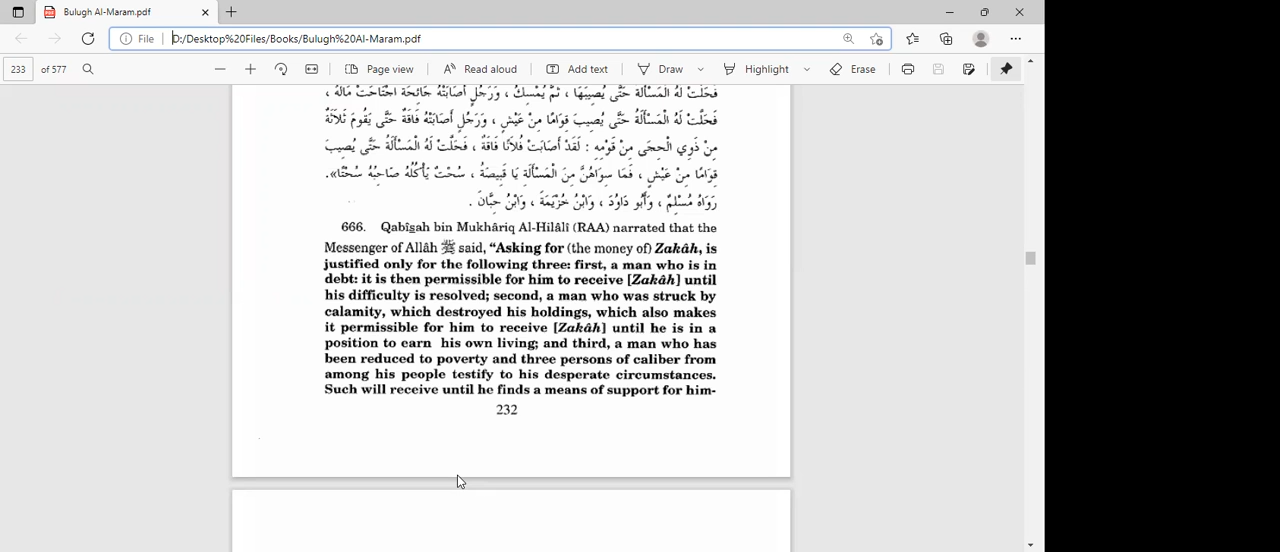 Bulugh Al-Maram.pdf
File
D:/Desktop%20Files/Books/Bulugh%20Al-Maram.pdf
233 of 577
Page view
Read aloud
Add text
Draw
Highlight
Erase
فَحَلَّتْ لَهُ الْمَسْأَلَةُ حَتَّى يُصِيبَهَا ، ثُمَّ يُمْسِكُ ، وَرَجُلٍ أَصَابَتْهُ جَائِحَةٌ اجْتَاحَتْ مَالَهُ ،
فَحَلَّتْ لَهُ الْمَسْأَلَةُ حَتَّى يُصِيبَ قِوَامًا مِنْ عَيْشٍ ، وَرَجُلٍ أَصَابَتْهُ فَاقَةٌ حَتَّى يَقُومَ ثَلَاثَةٌ
مِنْ ذَوِي الْحِجَى مِنْ قَوْمِهِ : لَقَدْ أَصَابَتْ فُلَانًا فَاقَةٌ ، فَحَلَّتْ لَهُ الْمَسْأَلَةُ حَتَّى يُصِيبَ
قِوَامًا مِنْ عَيْشٍ ، فَمَا سِوَاهُنَّ مِنَ الْمَسْأَلَةِ يَا قَبِيصَةُ ، سُحْتٌ يَأْكُلُهُ صَاحِبُهُ سُحْتًا».
رَوَاهُ مُسْلِمٌ ، وَأَبُو دَاوُدَ ، وَابْنُ خُزَيْمَةَ ، وَابْنُ حِبَّانَ .
666. Qabîsah bin Mukhâriq Al-Hilâlî (RAA) narrated that the
Messenger of Allâh ﷺ said, “Asking for (the money of) Zakâh, is
justified only for the following three: first, a man who is in
debt: it is then permissible for him to receive [Zakâh] until
his difficulty is resolved; second, a man who was struck by
calamity, which destroyed his holdings, which also makes
it permissible for him to receive [Zakâh] until he is in a
position to earn his own living; and third, a man who has
been reduced to poverty and three persons of caliber from
among his people testify to his desperate circumstances.
Such will receive until he finds a means of support for him-
232